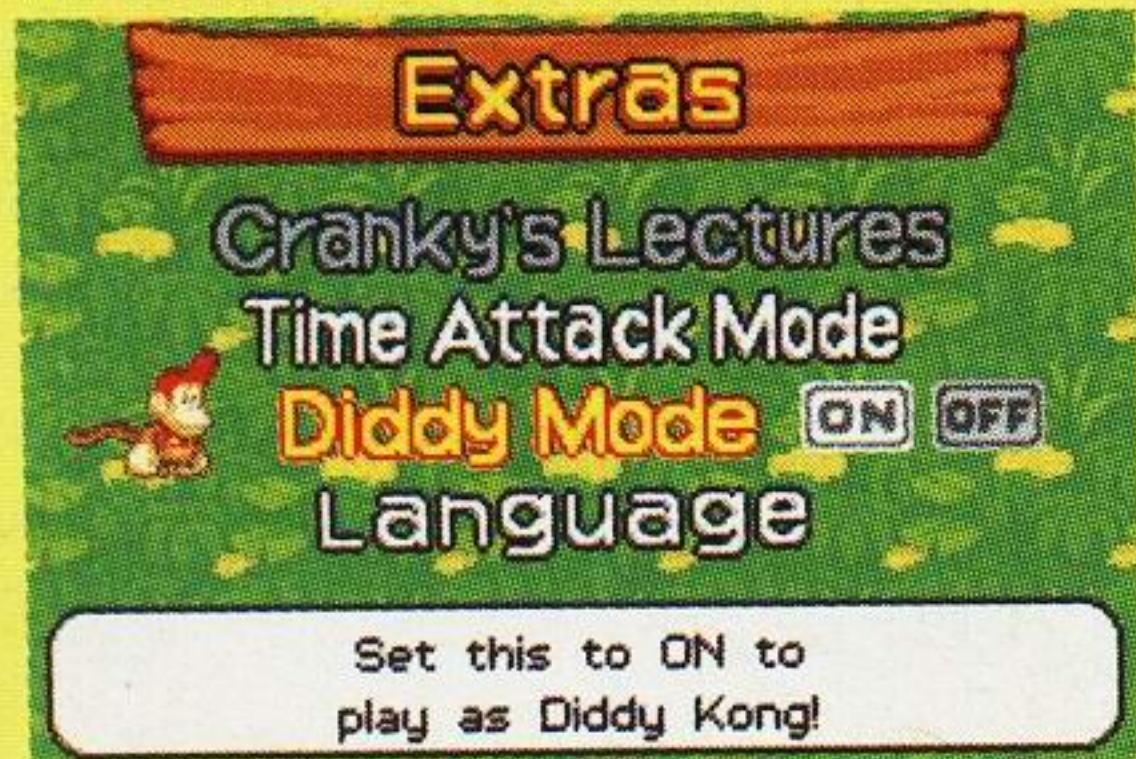 Extras
Cranky's Lectures
Time Attack Mode
Diddy Mode ON OFF
Language
Set this to ON to
play as Diddy Kong!